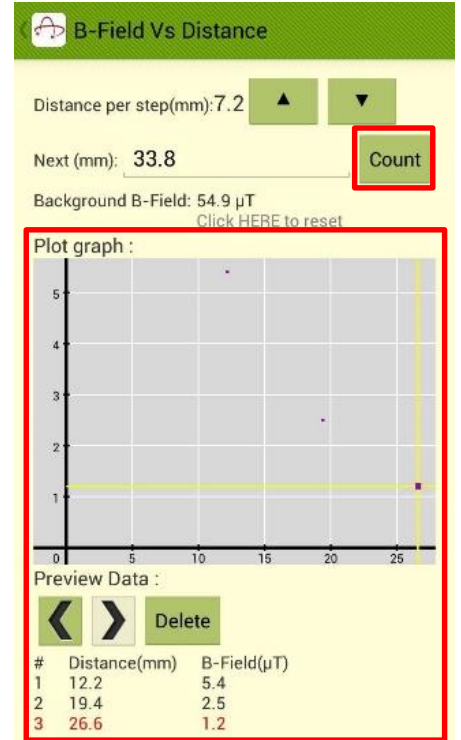 B-Field Vs Distance
Distance per step(mm):7.2 ▲ ▼
Next (mm): 33.8 Count
Background B-Field: 54.9 µT
Click HERE to reset
Plot graph :
5
4
3
2
1
0 5 10 15 20 25
Preview Data :
❮ ❯ Delete
# Distance(mm) B-Field(µT)
1 12.2 5.4
2 19.4 2.5
3 26.6 1.2